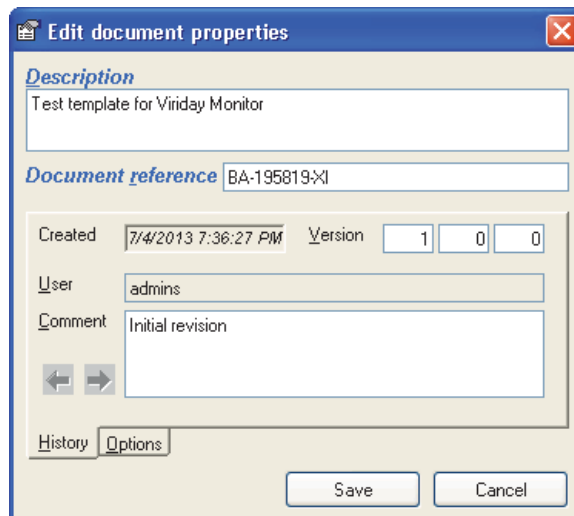 Edit document properties
Description
Test template for Viriday Monitor
Document reference BA-195819-XI
Created 7/4/2013 7:36:27 PM Version 1 0 0
User admins
Comment Initial revision
History Options
Save Cancel